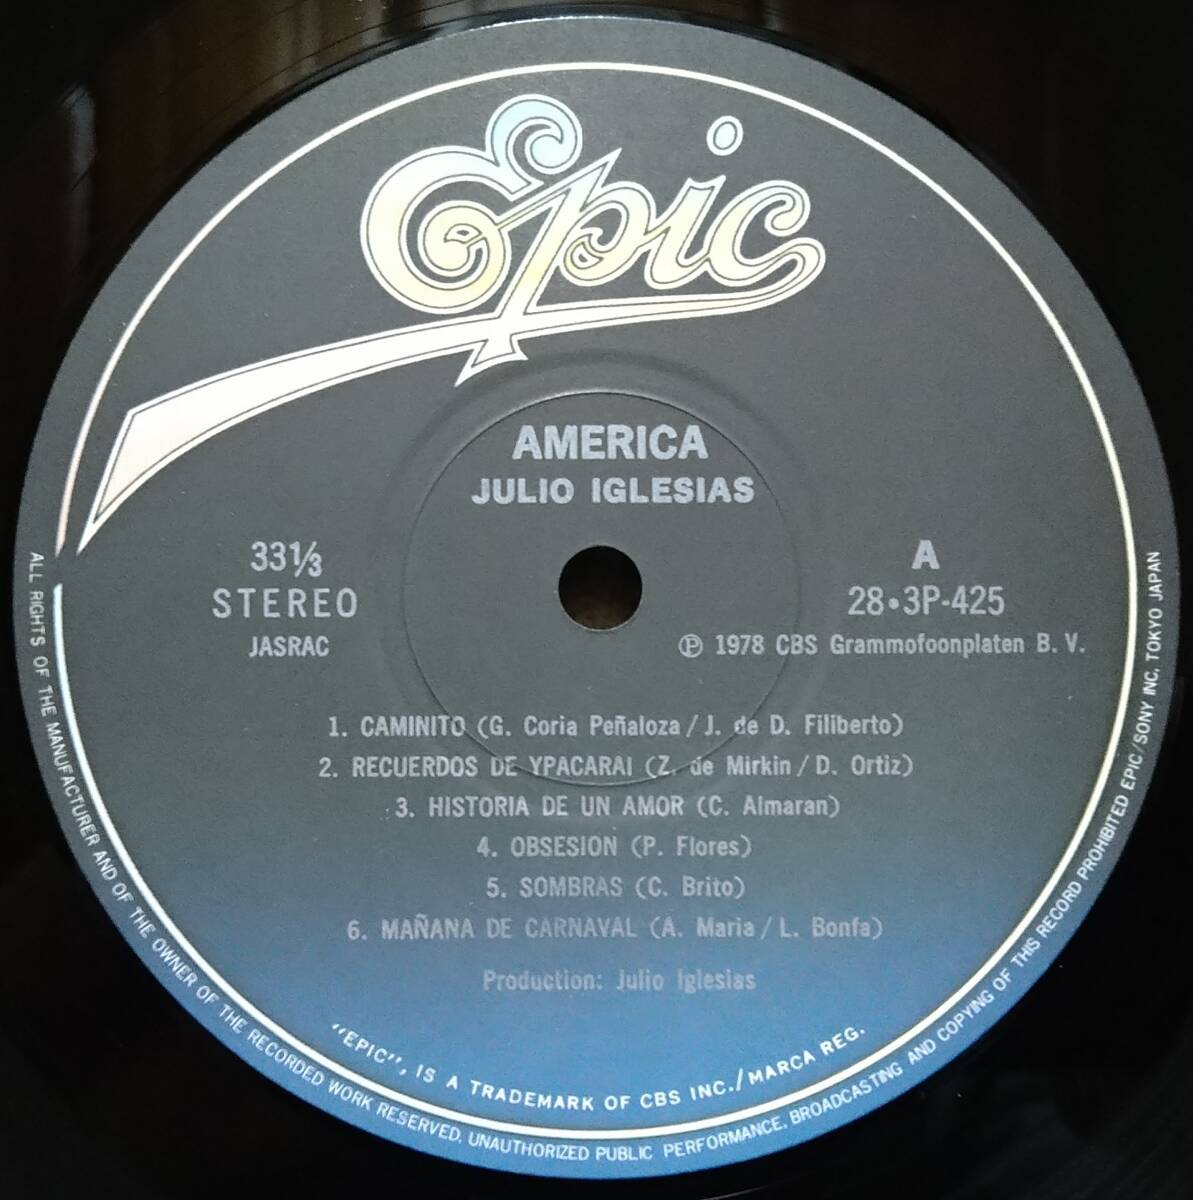 Epic
AMERICA
JULIO IGLESIAS
33⅓
STEREO
JASRAC
A
28•3P-425
Ⓟ 1978 CBS Grammofoonplaten B. V.
1. CAMINITO (G. Coria Peñaloza / J. de D. Filiberto)
2. RECUERDOS DE YPACARAI (Z. de Mirkin / D. Ortiz)
3. HISTORIA DE UN AMOR (C. Almaran)
4. OBSESION (P. Flores)
5. SOMBRAS (C. Brito)
6. MAÑANA DE CARNAVAL (A. Maria / L. Bonfa)
Production: Julio Iglesias
"EPIC", IS A TRADEMARK OF CBS INC./MARCA REG.
ALL RIGHTS OF THE MANUFACTURER AND OF THE OWNER OF THE RECORDED WORK RESERVED. UNAUTHORIZED PUBLIC PERFORMANCE. BROADCASTING AND COPYING OF THIS RECORD PROHIBITED EPIC/SONY INC. TOKYO JAPAN